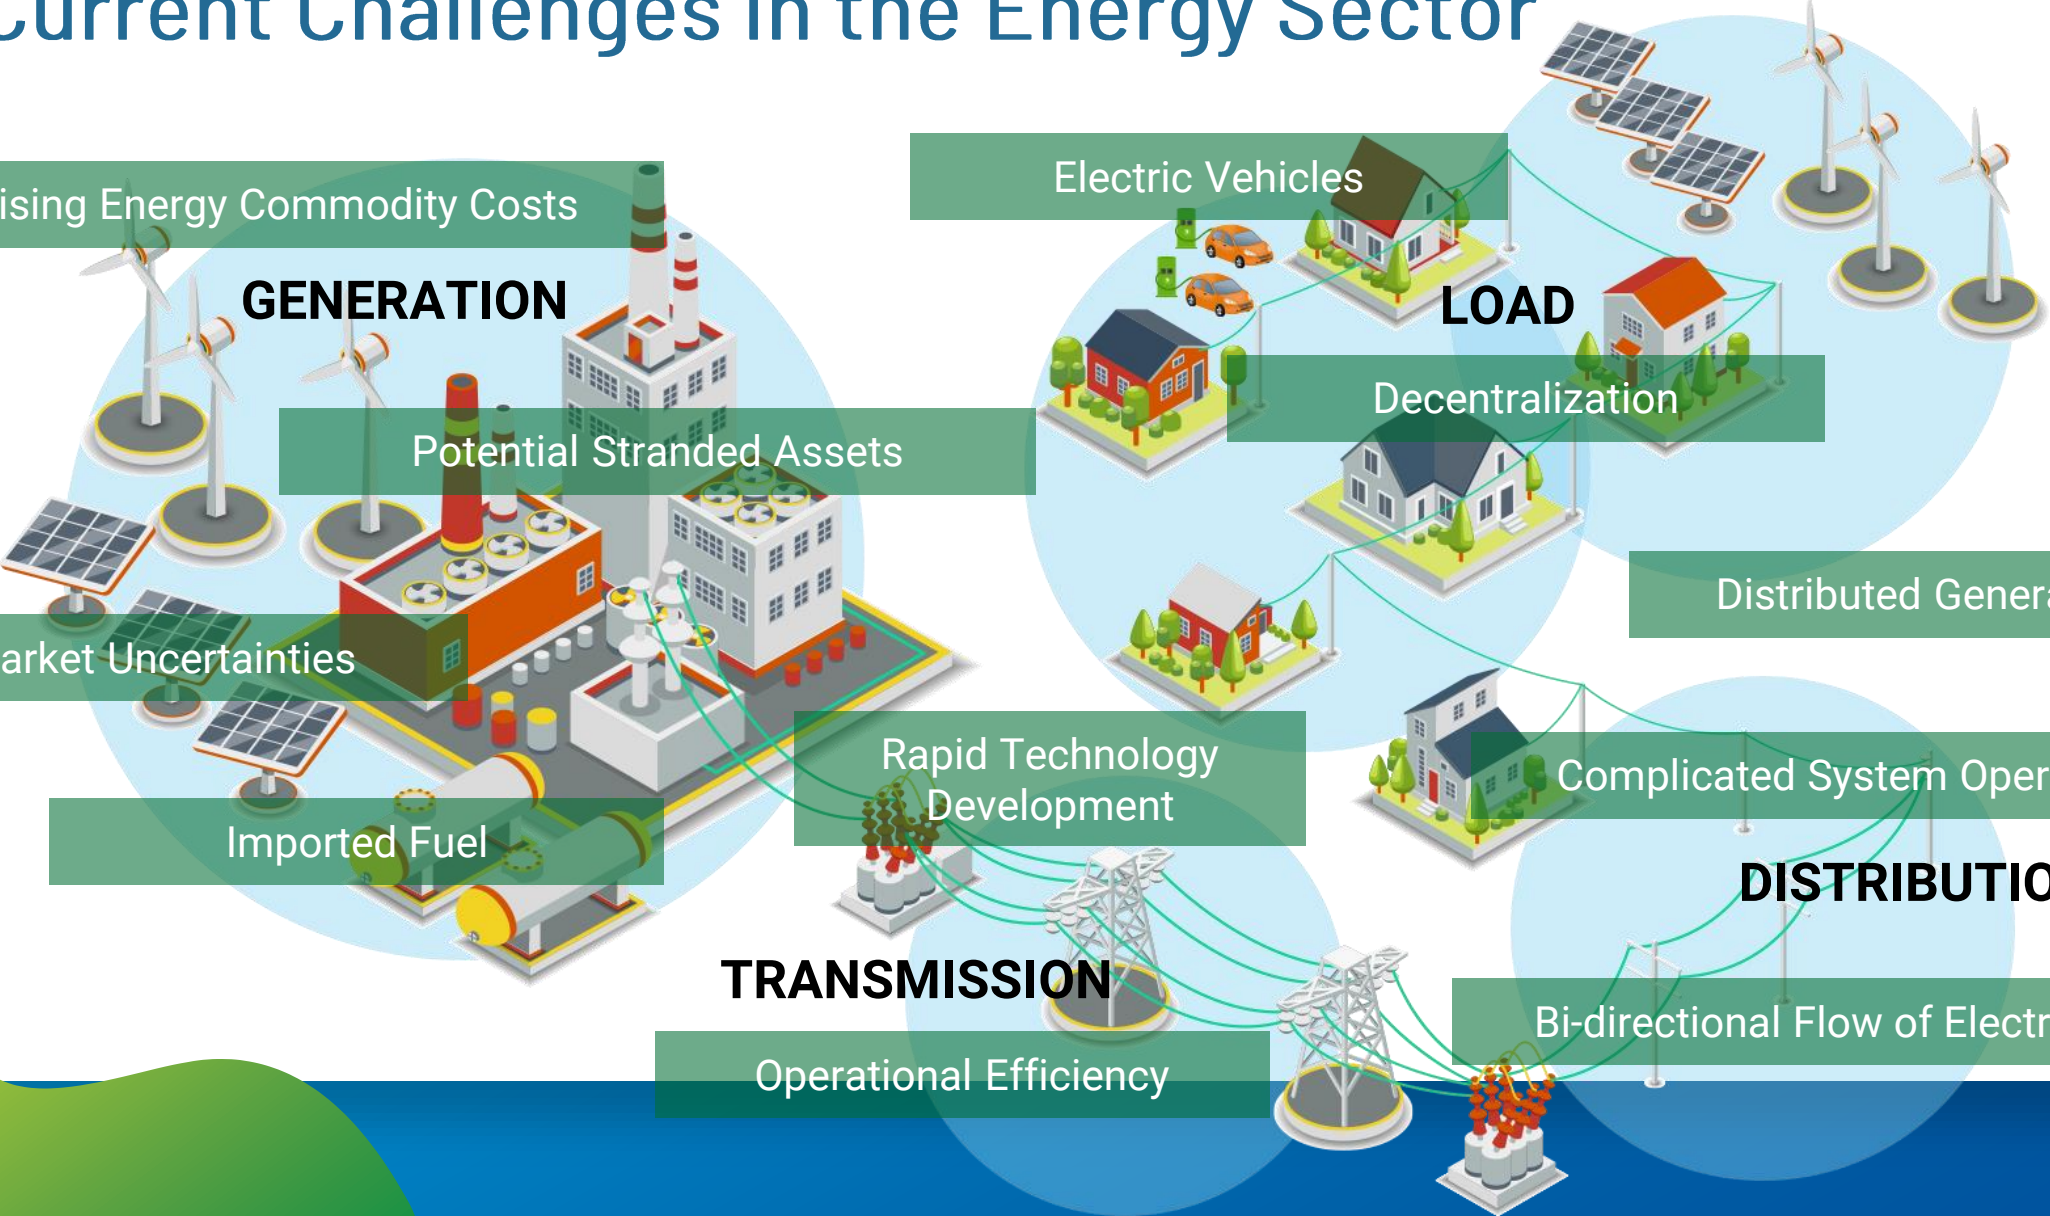 Current Challenges in the Energy Sector
ising Energy Commodity Costs
Electric Vehicles
GENERATION
LOAD
Decentralization
Potential Stranded Assets
Distributed Genera
arket Uncertainties
Rapid Technology
Development
Complicated System Oper
Imported Fuel
DISTRIBUTIO
TRANSMISSION
Bi-directional Flow of Electr
Operational Efficiency